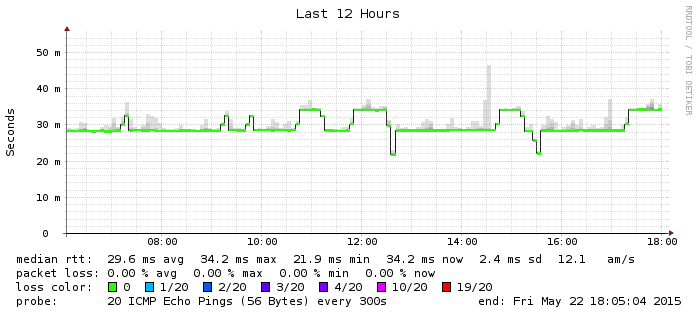 Last 12 Hours
RRDTOOL / TOBI OETIKER
Seconds
50 m
40 m
30 m
20 m
10 m
0
08:00 10:00 12:00 14:00 16:00 18:00
median rtt: 29.6 ms avg 34.2 ms max 21.9 ms min 34.2 ms now 2.4 ms sd 12.1 am/s
packet loss: 0.00 % avg 0.00 % max 0.00 % min 0.00 % now
loss color: 0 1/20 2/20 3/20 4/20 10/20 19/20
probe: 20 ICMP Echo Pings (56 Bytes) every 300s end: Fri May 22 18:05:04 2015